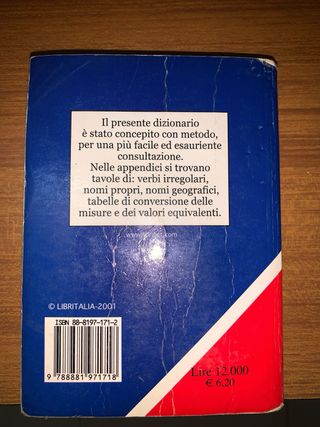 Il presente dizionario
è stato concepito con metodo,
per una più facile ed esauriente
consultazione.
Nelle appendici si trovano
tavole di: verbi irregolari,
nomi propri, nomi geografici,
tabelle di conversione delle
misure e dei valori equivalenti.
© LIBRITALIA-2001
ISBN 88-8197-171-2
9 788881 971718
Lire 12.000
€ 6,20